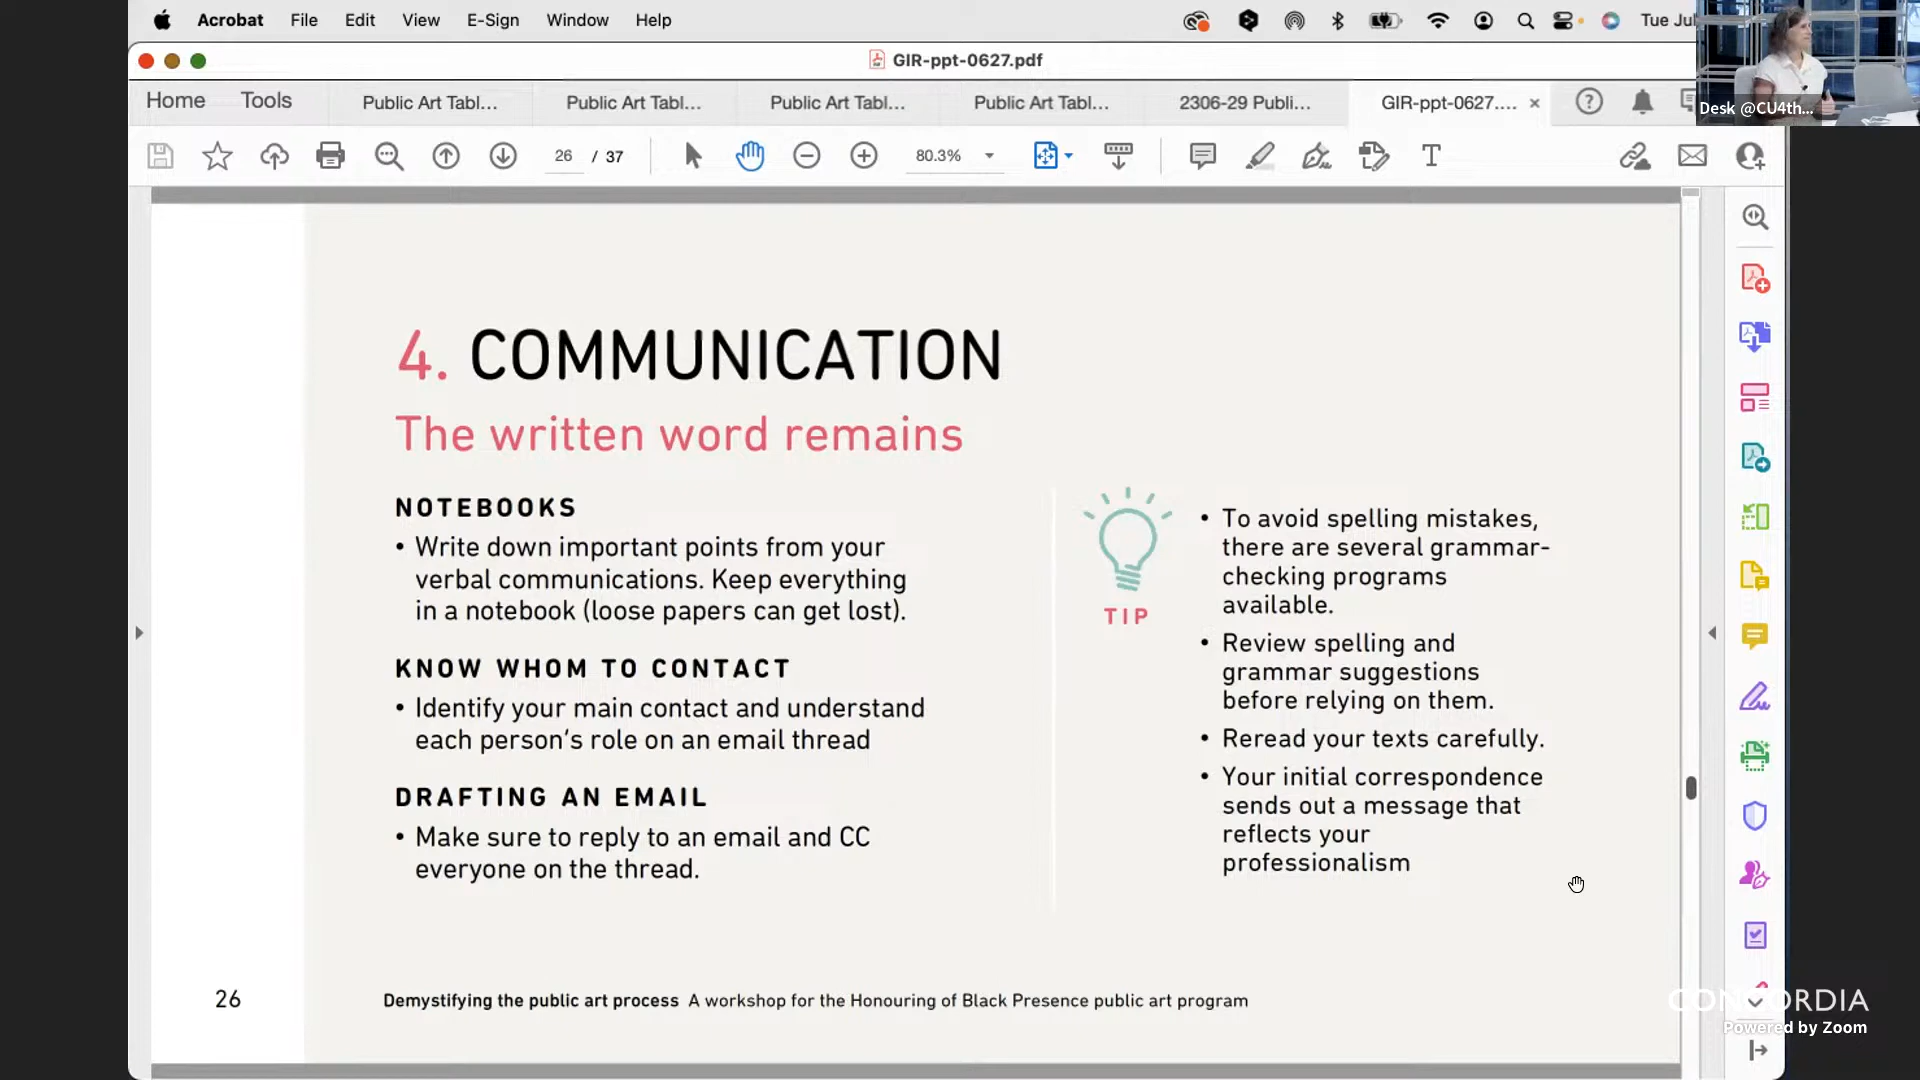 Acrobat File Edit View E-Sign Window Help Tue Jul
GIR-ppt-0627.pdf
Home Tools Public Art Tabl... Public Art Tabl... Public Art Tabl... Public Art Tabl... 2306-29 Publi... GIR-ppt-0627....
Desk @CU4th...
26 / 37 80.3%
4. COMMUNICATION
The written word remains
NOTEBOOKS
• Write down important points from your
verbal communications. Keep everything
in a notebook (loose papers can get lost).
KNOW WHOM TO CONTACT
• Identify your main contact and understand
each person's role on an email thread
DRAFTING AN EMAIL
• Make sure to reply to an email and CC
everyone on the thread.
TIP
• To avoid spelling mistakes,
there are several grammar-
checking programs
available.
• Review spelling and
grammar suggestions
before relying on them.
• Reread your texts carefully.
• Your initial correspondence
sends out a message that
reflects your
professionalism
26
Demystifying the public art process A workshop for the Honouring of Black Presence public art program
CONCORDIA
Powered by Zoom